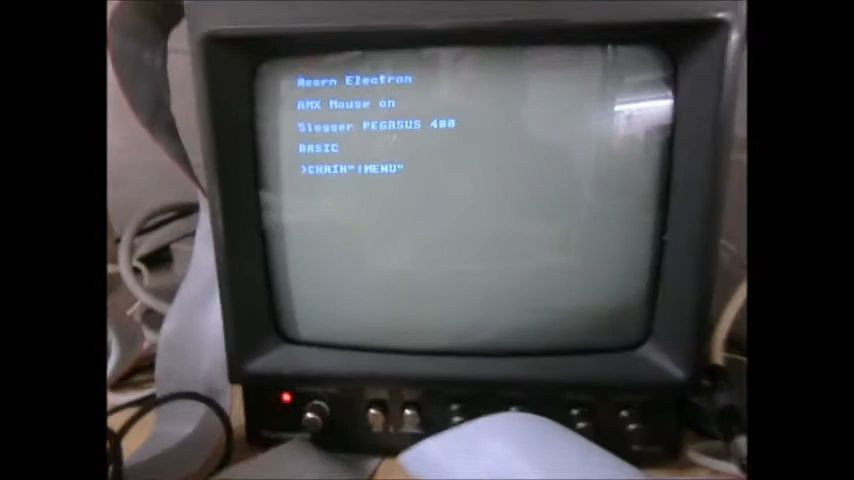 Acorn Electron
AMX Mouse on
Slogger PEGASUS 400
BASIC
>CHAIN"!MENU"